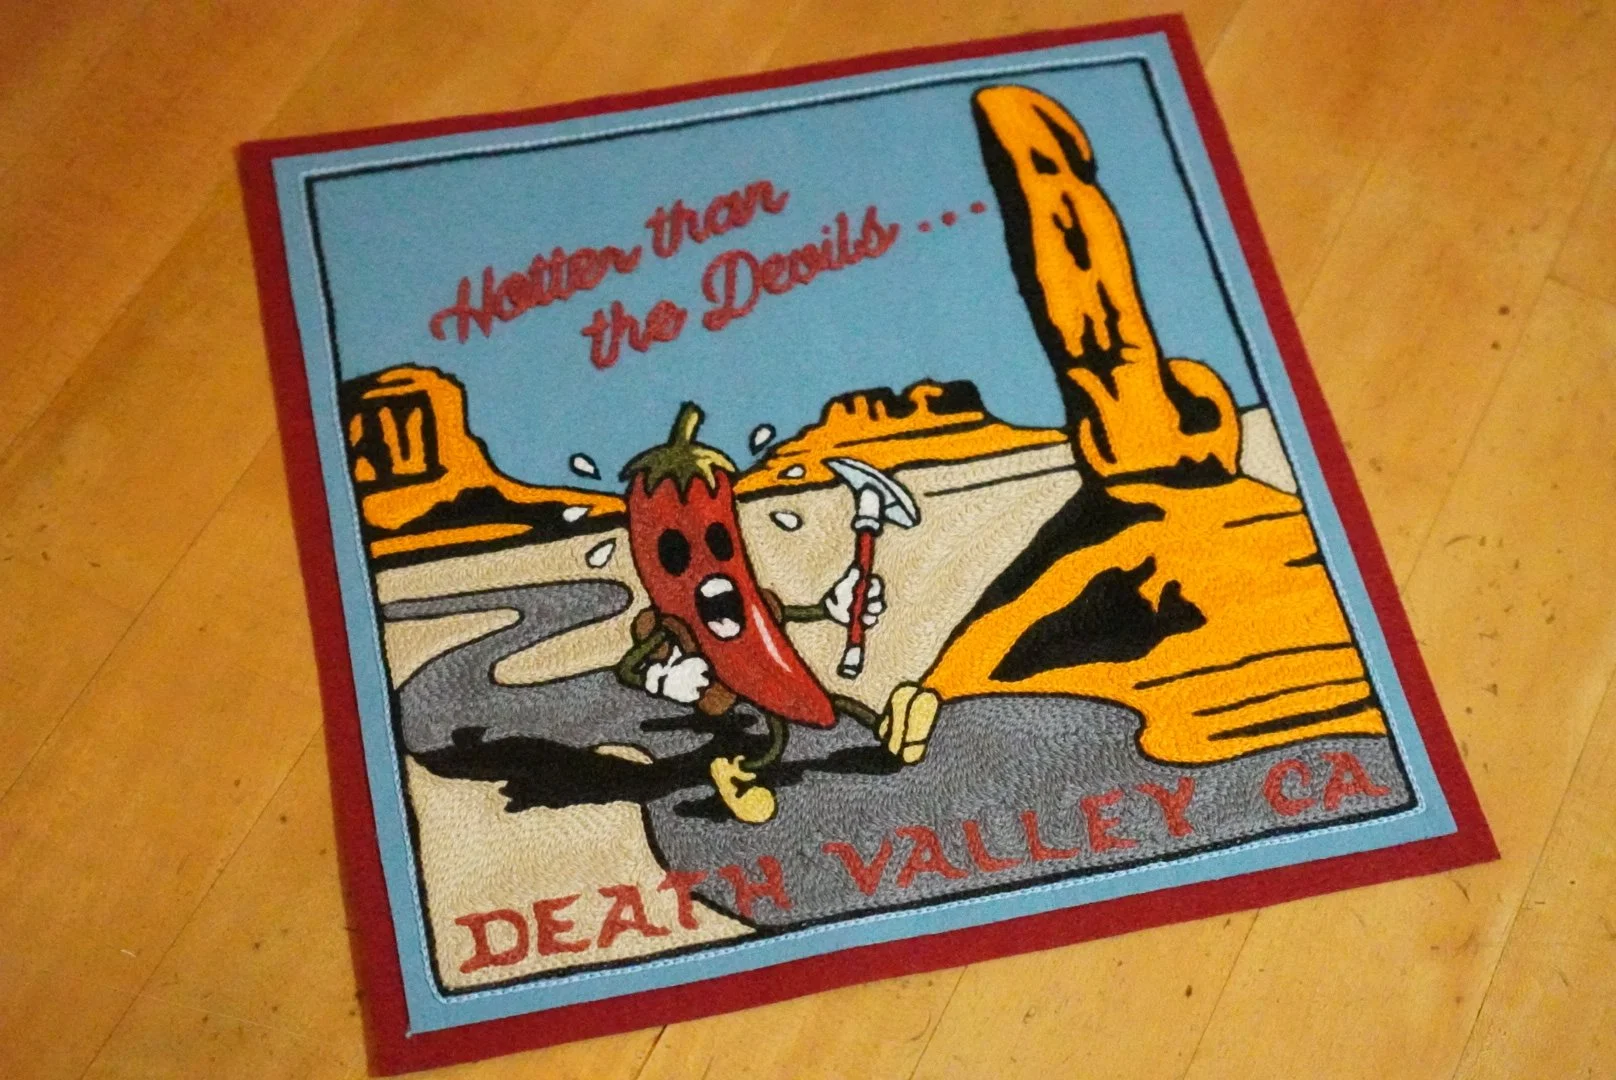 Hotter than
the Devils ...
DEATH VALLEY CA